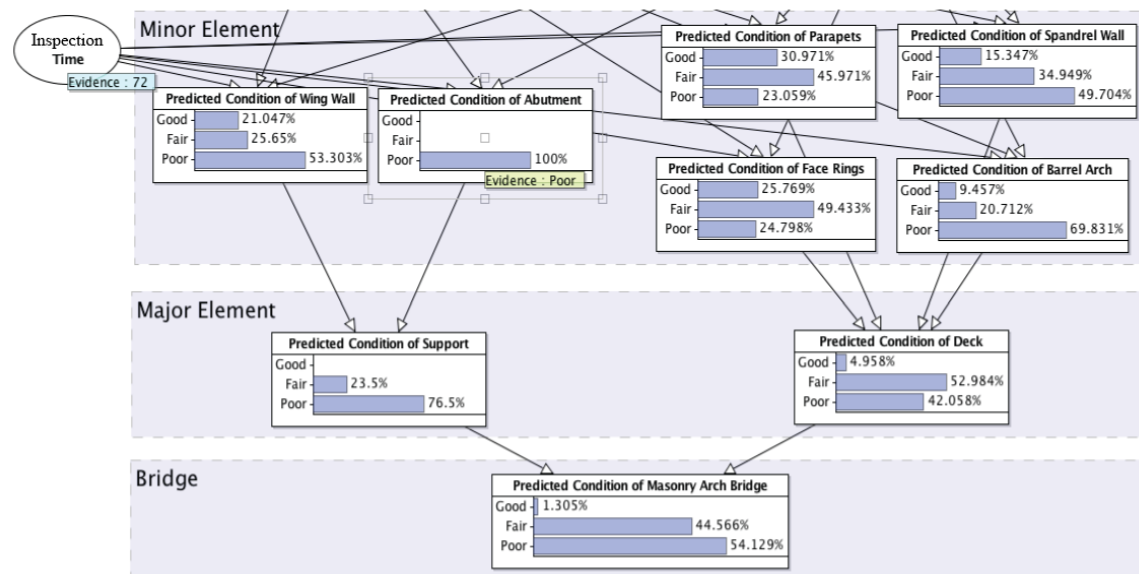 Minor Element
Inspection
Time
Evidence : 72
Predicted Condition of Parapets
Good 30.971%
Fair 45.971%
Poor 23.059%
Predicted Condition of Spandrel Wall
Good 15.347%
Fair 34.949%
Poor 49.704%
Predicted Condition of Wing Wall
Good 21.047%
Fair 25.65%
Poor 53.303%
Predicted Condition of Abutment
Good
Fair
Poor 100%
Evidence : Poor
Predicted Condition of Face Rings
Good 25.769%
Fair 49.433%
Poor 24.798%
Predicted Condition of Barrel Arch
Good 9.457%
Fair 20.712%
Poor 69.831%
Major Element
Predicted Condition of Support
Good
Fair 23.5%
Poor 76.5%
Predicted Condition of Deck
Good 4.958%
Fair 52.984%
Poor 42.058%
Bridge
Predicted Condition of Masonry Arch Bridge
Good 1.305%
Fair 44.566%
Poor 54.129%